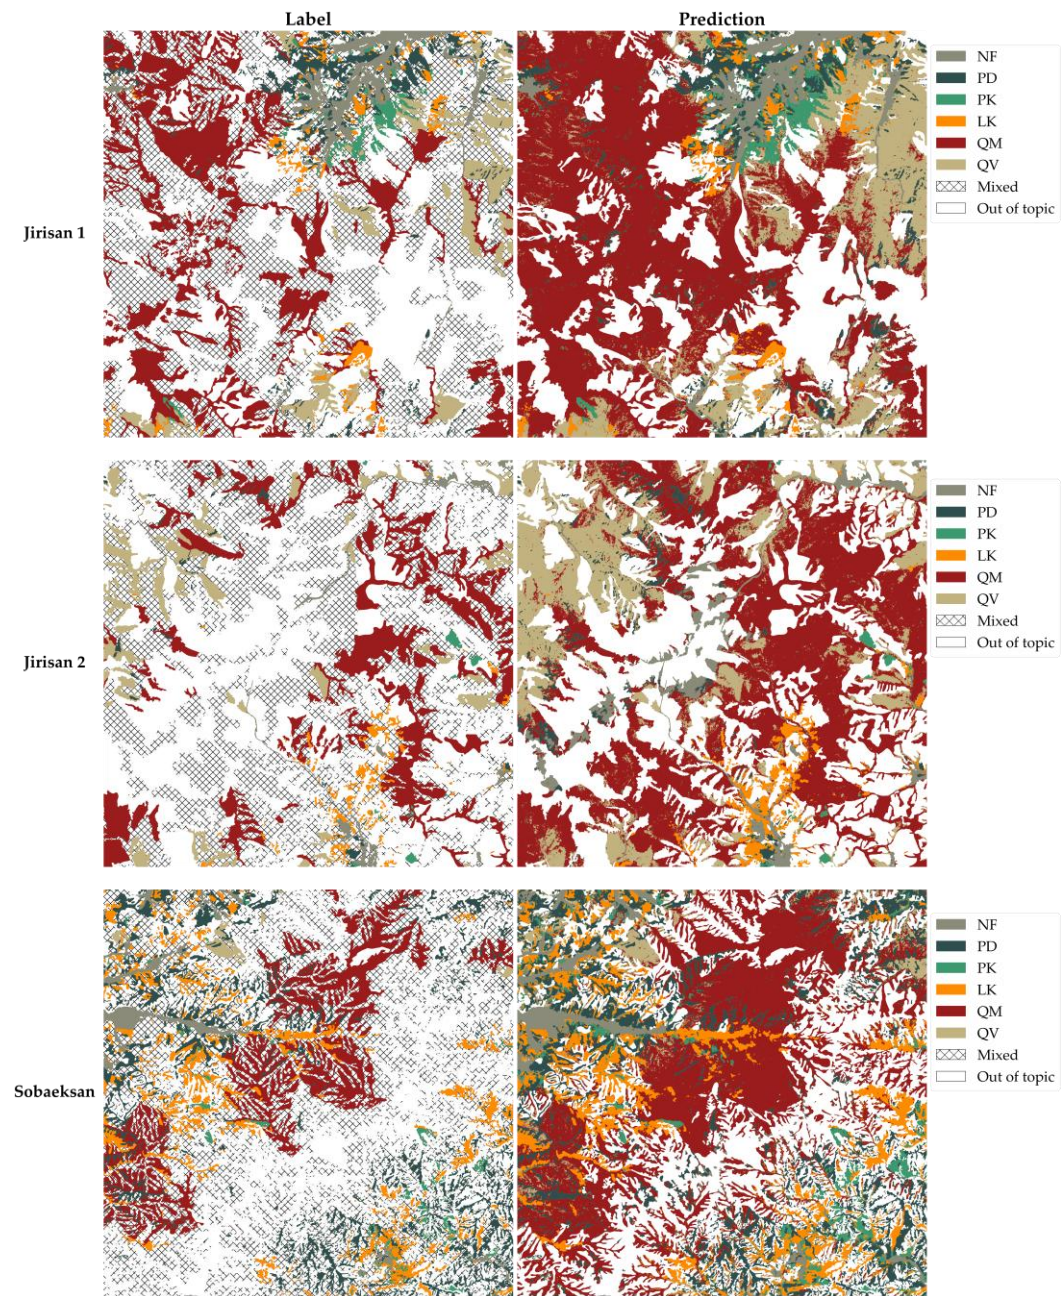 Label
Prediction
Jirisan 1
NF
PD
PK
LK
QM
QV
Mixed
Out of topic
Jirisan 2
NF
PD
PK
LK
QM
QV
Mixed
Out of topic
Sobaeksan
NF
PD
PK
LK
QM
QV
Mixed
Out of topic